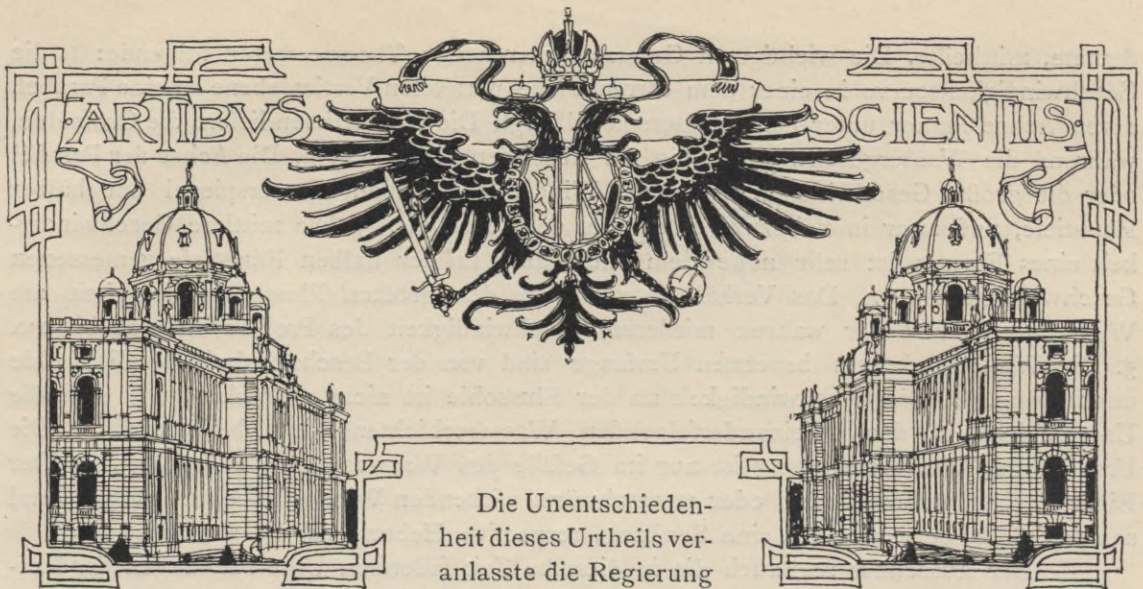 ·ARTIBVS·
SCIENTIIS·
F K
Die Unentschieden-
heit dieses Urtheils ver-
anlasste die Regierung